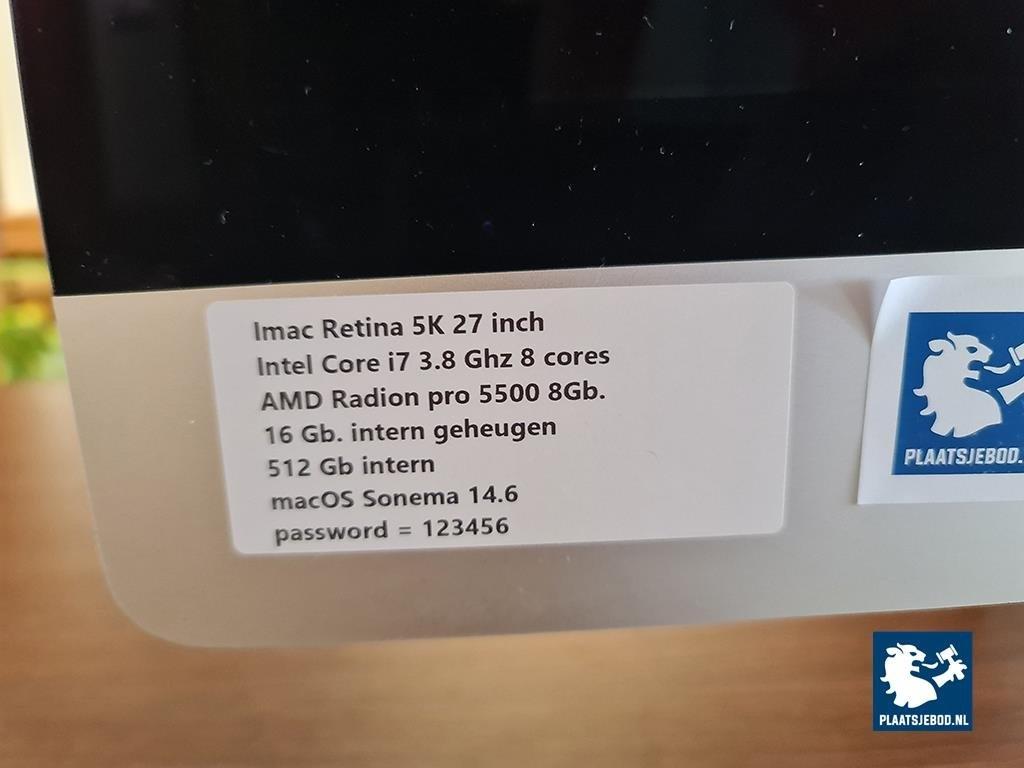 Imac Retina 5K 27 inch
Intel Core i7 3.8 Ghz 8 cores
AMD Radion pro 5500 8Gb.
16 Gb. intern geheugen
512 Gb intern
macOS Sonema 14.6
password = 123456
PLAATSJEBOD.
PLAATSJEBOD.NL